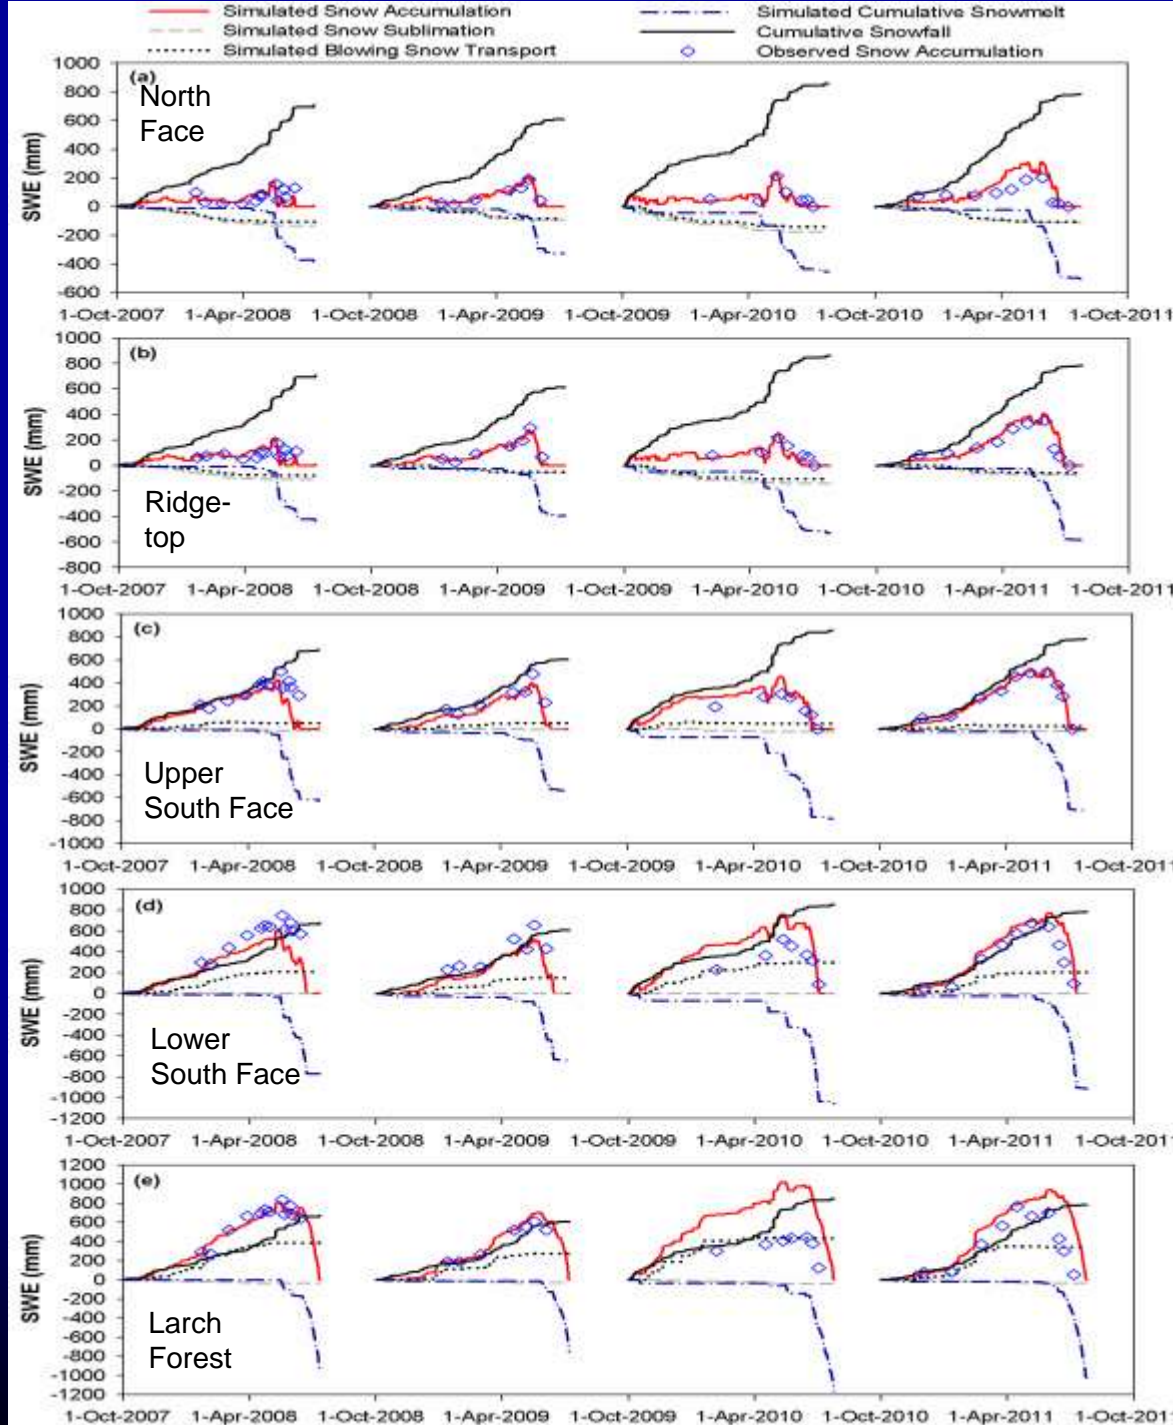 Simulated Snow Accumulation
Simulated Cumulative Snowmelt
Simulated Snow Sublimation
Cumulative Snowfall
Simulated Blowing Snow Transport
Observed Snow Accumulation
(a)
North
Face
SWE (mm)
1000
800
600
400
200
0
-200
-400
-600
1-Oct-2007 1-Apr-2008 1-Oct-2008 1-Apr-2009 1-Oct-2009 1-Apr-2010 1-Oct-2010 1-Apr-2011 1-Oct-2011
(b)
Ridge-
top
SWE (mm)
1000
800
600
400
200
0
-200
-400
-600
-800
1-Oct-2007 1-Apr-2008 1-Oct-2008 1-Apr-2009 1-Oct-2009 1-Apr-2010 1-Oct-2010 1-Apr-2011 1-Oct-2011
(c)
Upper
South Face
SWE (mm)
1000
800
600
400
200
0
-200
-400
-600
-800
-1000
1-Oct-2007 1-Apr-2008 1-Oct-2008 1-Apr-2009 1-Oct-2009 1-Apr-2010 1-Oct-2010 1-Apr-2011 1-Oct-2011
(d)
Lower
South Face
SWE (mm)
1000
800
600
400
200
0
-200
-400
-600
-800
-1000
-1200
1-Oct-2007 1-Apr-2008 1-Oct-2008 1-Apr-2009 1-Oct-2009 1-Apr-2010 1-Oct-2010 1-Apr-2011 1-Oct-2011
(e)
Larch
Forest
SWE (mm)
1200
1000
800
600
400
200
0
-200
-400
-600
-800
-1000
-1200
1-Oct-2007 1-Apr-2008 1-Oct-2008 1-Apr-2009 1-Oct-2009 1-Apr-2010 1-Oct-2010 1-Apr-2011 1-Oct-2011